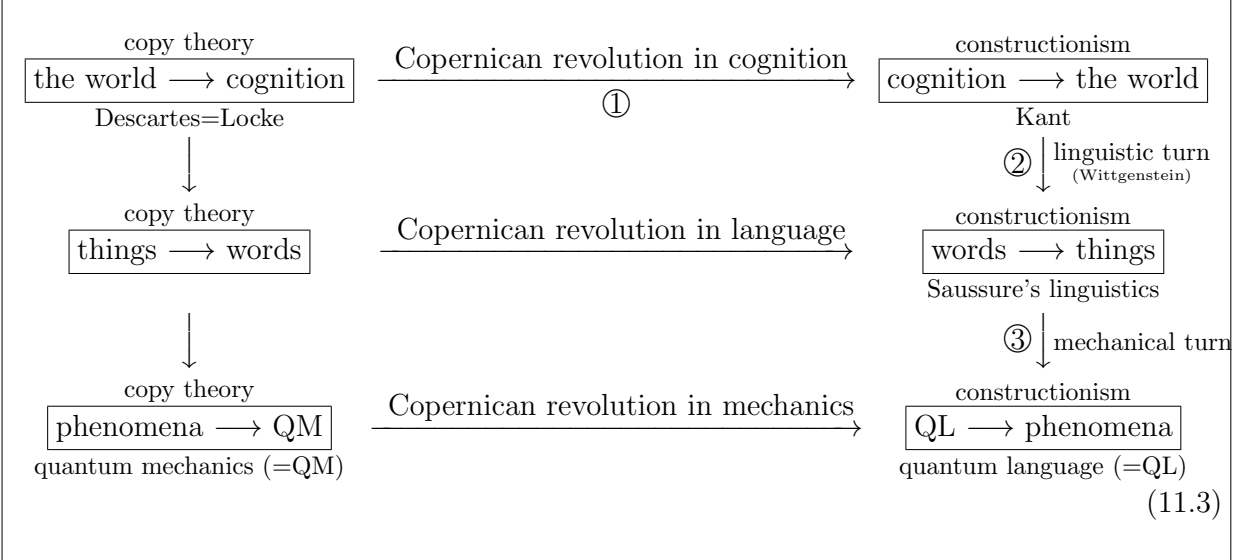 copy theory
the world ⟶ cognition
Descartes=Locke
Copernican revolution in cognition
①
constructionism
cognition ⟶ the world
Kant
② linguistic turn
(Wittgenstein)
copy theory
things ⟶ words
Copernican revolution in language
constructionism
words ⟶ things
Saussure's linguistics
③ mechanical turn
copy theory
phenomena ⟶ QM
quantum mechanics (=QM)
Copernican revolution in mechanics
constructionism
QL ⟶ phenomena
quantum language (=QL)
(11.3)